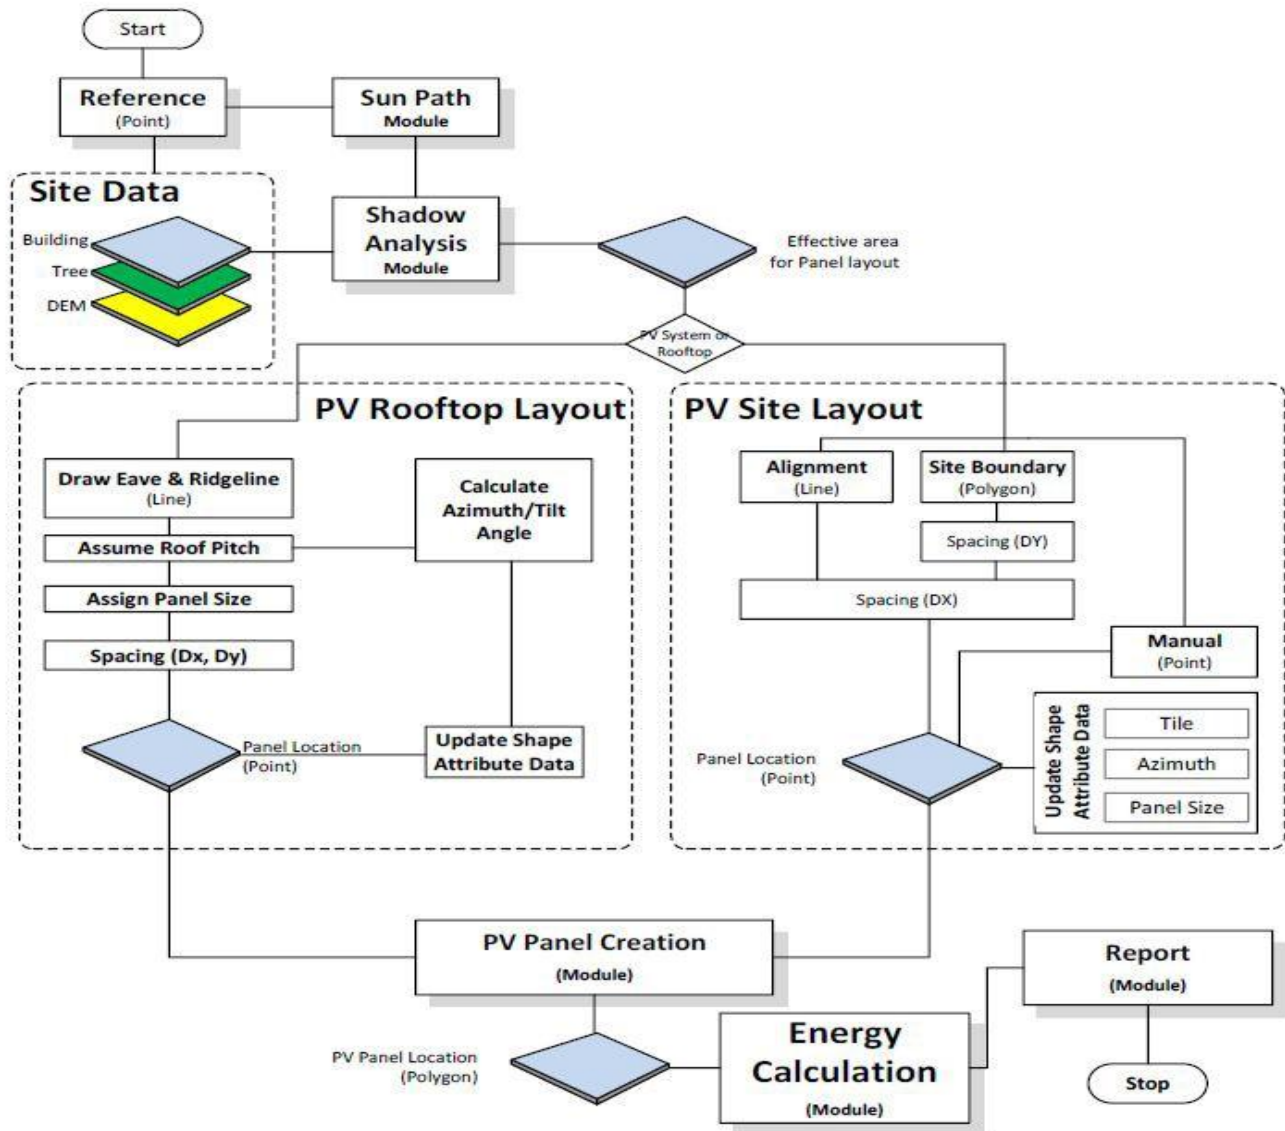 Start
Reference
(Point)
Sun Path
Module
Site Data
Building
Tree
DEM
Shadow
Analysis
Module
Effective area
for Panel layout
PV System or
Rooftop
PV Rooftop Layout
Draw Eave & Ridgeline
(Line)
Assume Roof Pitch
Assign Panel Size
Spacing (Dx, Dy)
Calculate
Azimuth/Tilt
Angle
Panel Location
(Point)
Update Shape
Attribute Data
PV Site Layout
Alignment
(Line)
Site Boundary
(Polygon)
Spacing (DY)
Spacing (DX)
Manual
(Point)
Panel Location
(Point)
Update Shape
Attribute Data
Tile
Azimuth
Panel Size
PV Panel Creation
(Module)
PV Panel Location
(Polygon)
Energy
Calculation
(Module)
Report
(Module)
Stop